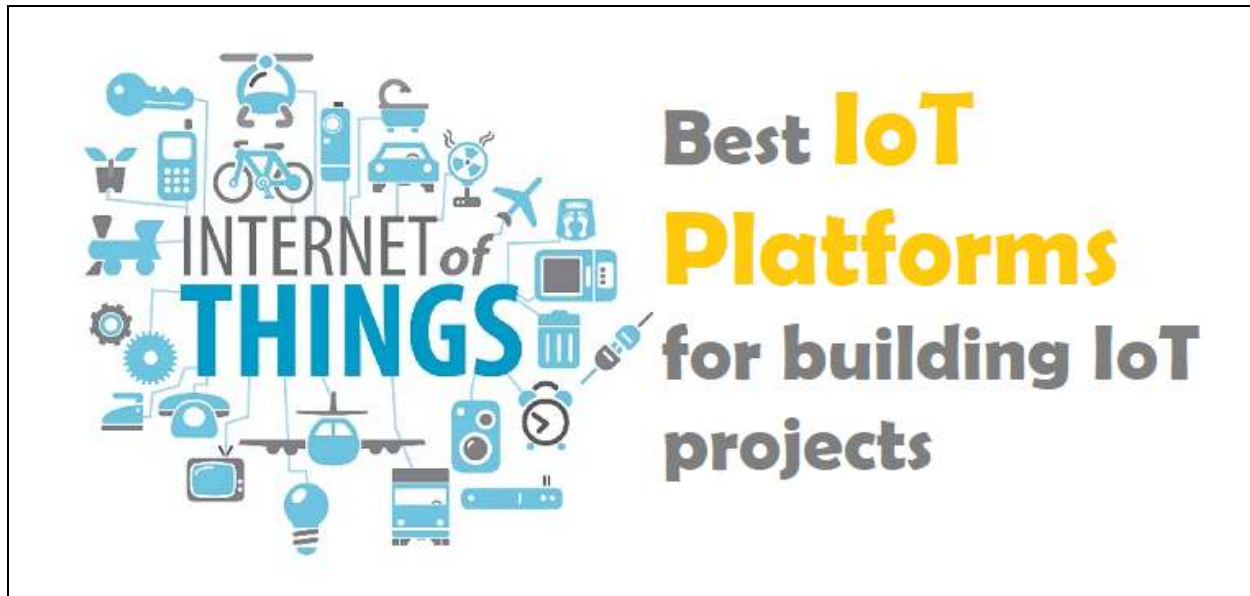 INTERNET of
THINGS
Best IoT
Platforms
for building IoT
projects